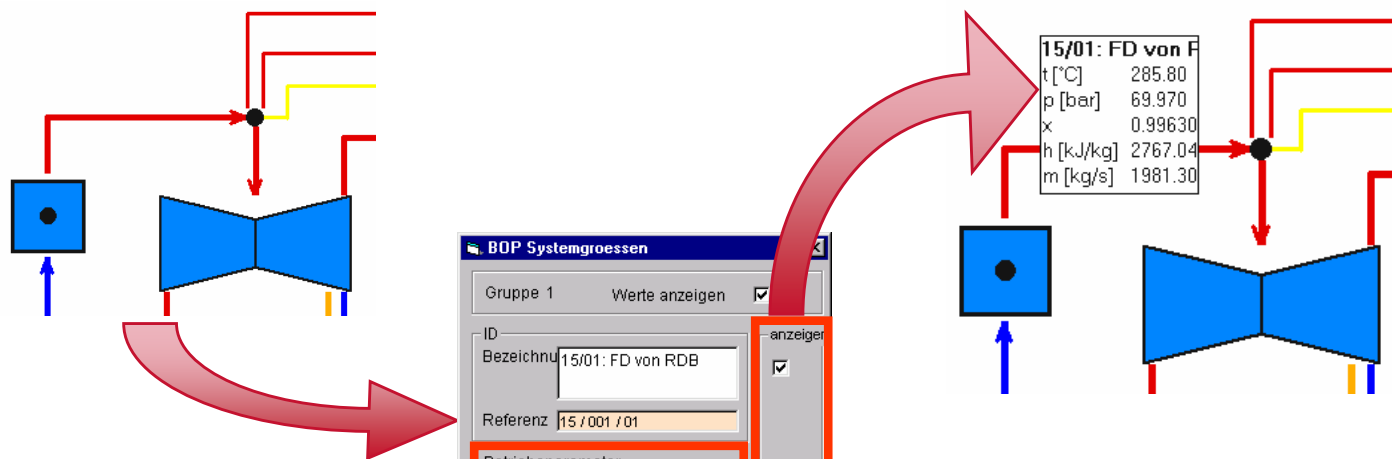 15/01: FD von F
t [°C] 285.80
p [bar] 69.970
x 0.99630
h [kJ/kg] 2767.04
m [kg/s] 1981.30
BOP Systemgroessen
Gruppe 1 Werte anzeigen
ID
anzeigen
Bezeichnu 15/01: FD von RDB
Referenz 15 / 001 / 01
Betriebsparameter